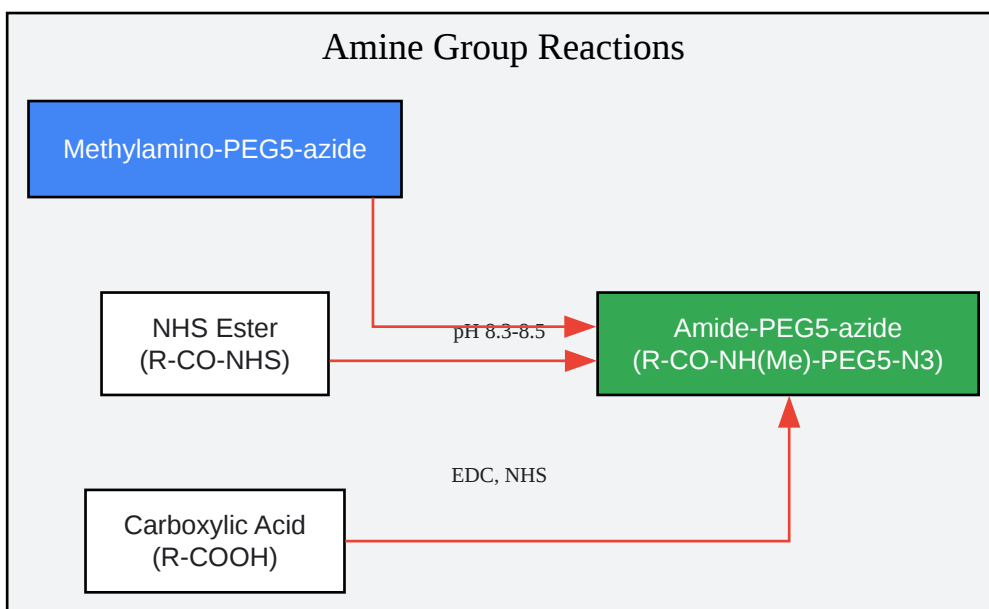 Amine Group Reactions
Methylamino-PEG5-azide
NHS Ester
(R-CO-NHS)
pH 8.3-8.5
Amide-PEG5-azide
(R-CO-NH(Me)-PEG5-N3)
EDC, NHS
Carboxylic Acid
(R-COOH)